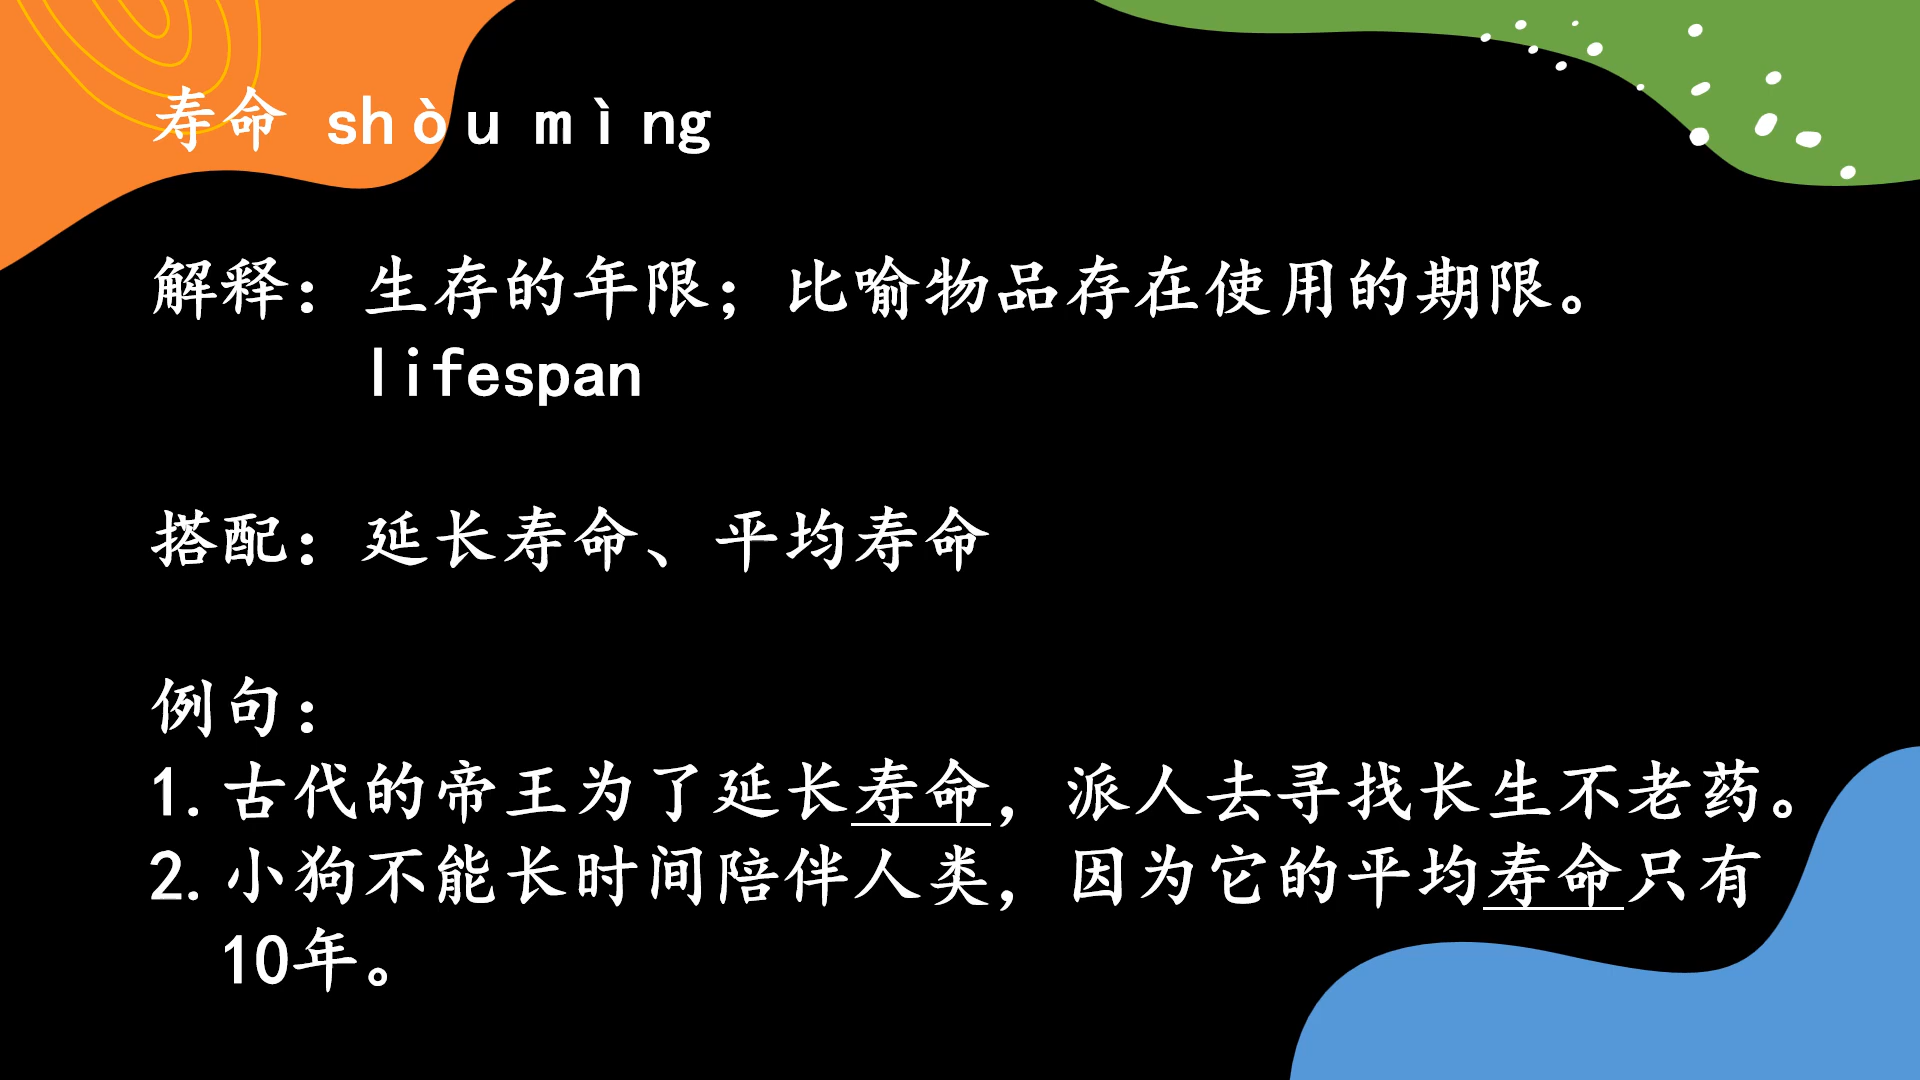 寿命 shòu mìng
解释：生存的年限；比喻物品存在使用的期限。
lifespan
搭配：延长寿命、平均寿命
例句：
1.古代的帝王为了延长寿命，派人去寻找长生不老药。
2.小狗不能长时间陪伴人类，因为它的平均寿命只有
10年。